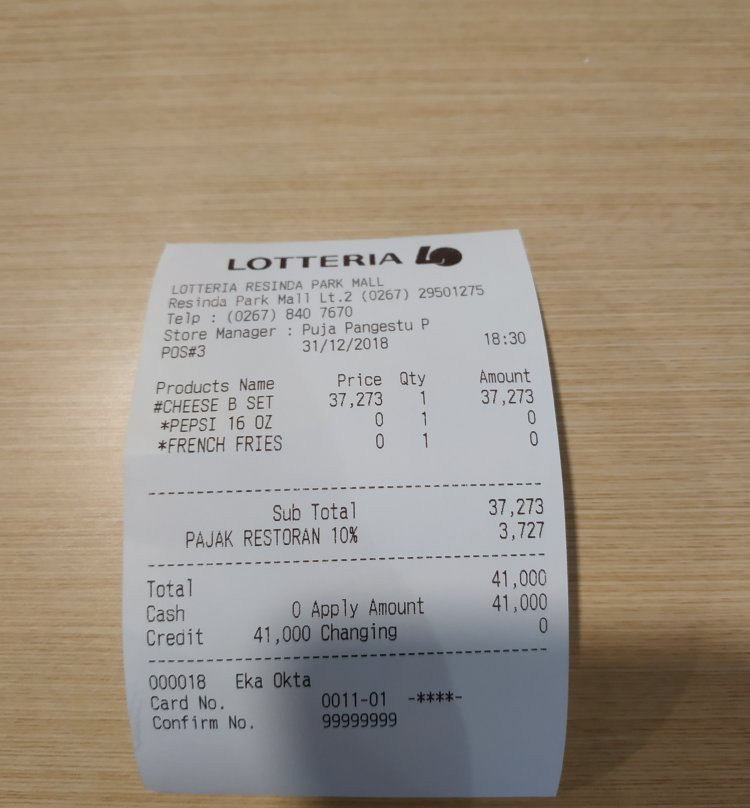 LOTTERIA
LOTTERIA RESINDA PARK MALL
Resinda Park Mall Lt.2 (0267) 29501275
Telp : (0267) 840 7670
Store Manager : Puja Pangestu P
POS#3 31/12/2018 18:30
Products Name Price Qty Amount
#CHEESE B SET 37,273 1 37,273
*PEPSI 16 OZ 0 1 0
*FRENCH FRIES 0 1 0
Sub Total 37,273
PAJAK RESTORAN 10% 3,727
Total 41,000
Cash 0 Apply Amount 41,000
Credit 41,000 Changing 0
000018 Eka Okta
Card No. 0011-01 -****-
Confirm No. 99999999